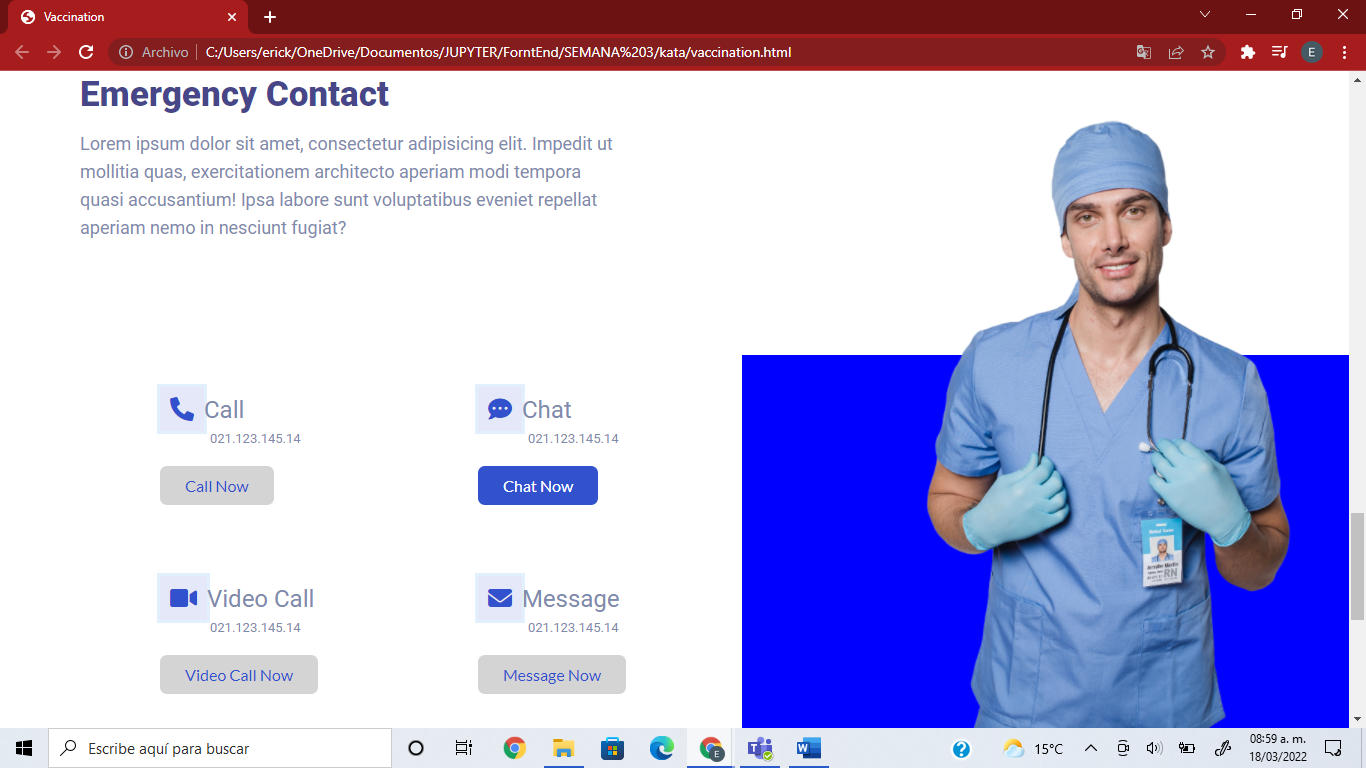 Vaccination
Archivo
C:/Users/erick/OneDrive/Documentos/JUPYTER/ForntEnd/SEMANA%203/kata/vaccination.html
E
Emergency Contact
Lorem ipsum dolor sit amet, consectetur adipisicing elit. Impedit ut
mollitia quas, exercitationem architecto aperiam modi tempora
quasi accusantium! Ipsa labore sunt voluptatibus eveniet repellat
aperiam nemo in nesciunt fugiat?
Call
021.123.145.14
Call Now
Chat
021.123.145.14
Chat Now
Video Call
021.123.145.14
Video Call Now
Message
021.123.145.14
Message Now
RN
Escribe aquí para buscar
E
15°C
08:59 a. m.
18/03/2022